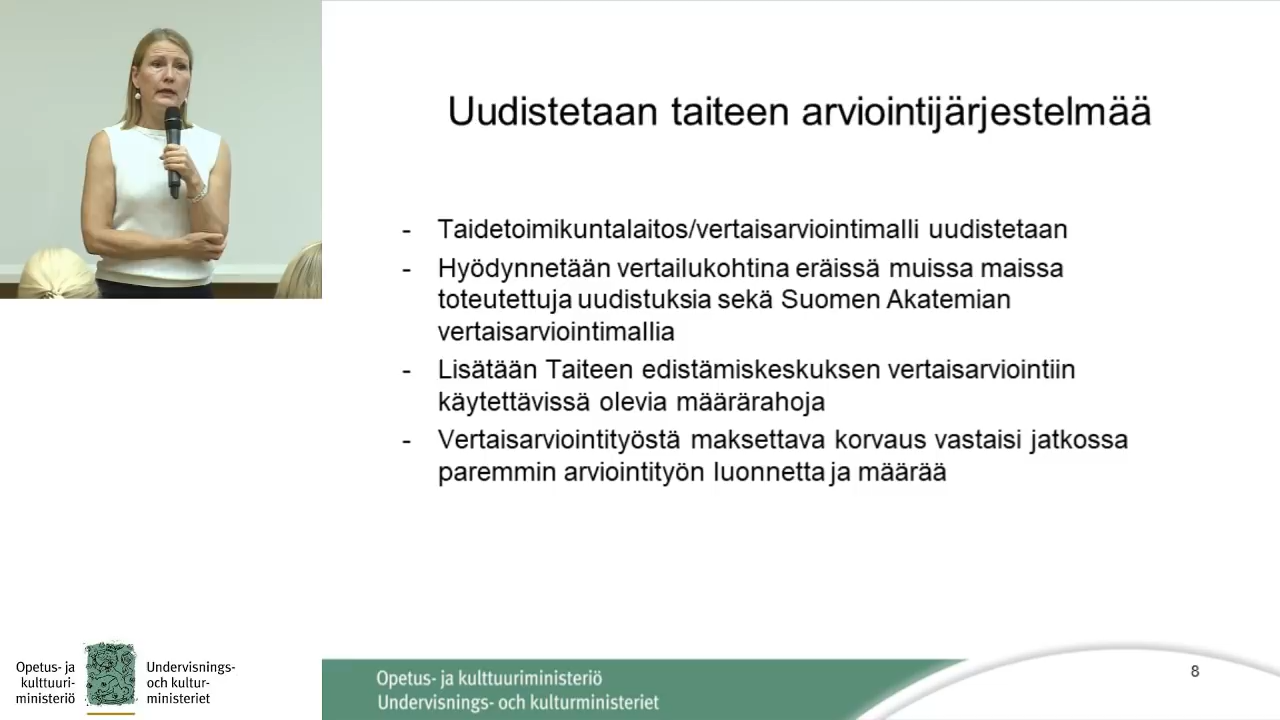 Uudistetaan taiteen arviointijärjestelmää
- Taidetoimikuntalaitos/vertaisarviointimalli uudistetaan
- Hyödynnetään vertailukohtina eräissä muissa maissa
toteutettuja uudistuksia sekä Suomen Akatemian
vertaisarviointimallia
- Lisätään Taiteen edistämiskeskuksen vertaisarviointiin
käytettävissä olevia määrärahoja
- Vertaisarviointityöstä maksettava korvaus vastaisi jatkossa
paremmin arviointityön luonnetta ja määrää
Opetus- ja
kulttuuri-
ministeriö
Undervisnings-
och kultur-
ministeriet
Opetus- ja kulttuuriministeriö
Undervisnings- och kulturministeriet
8